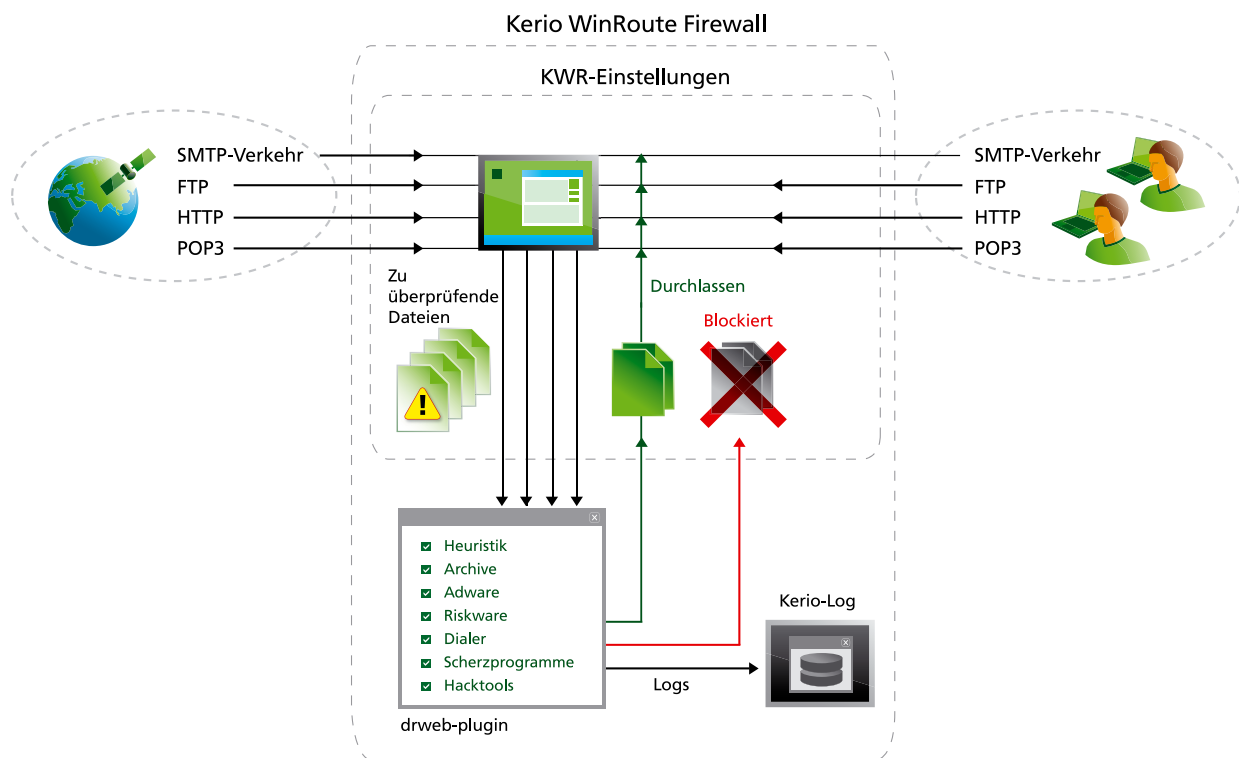 Kerio WinRoute Firewall
KWR-Einstellungen
SMTP-Verkehr
FTP
HTTP
POP3
SMTP-Verkehr
FTP
HTTP
POP3
Zu
überprüfende
Dateien
Durchlassen
Blockiert
Heuristik
Archive
Adware
Riskware
Dialer
Scherzprogramme
Hacktools
drweb-plugin
Logs
Kerio-Log